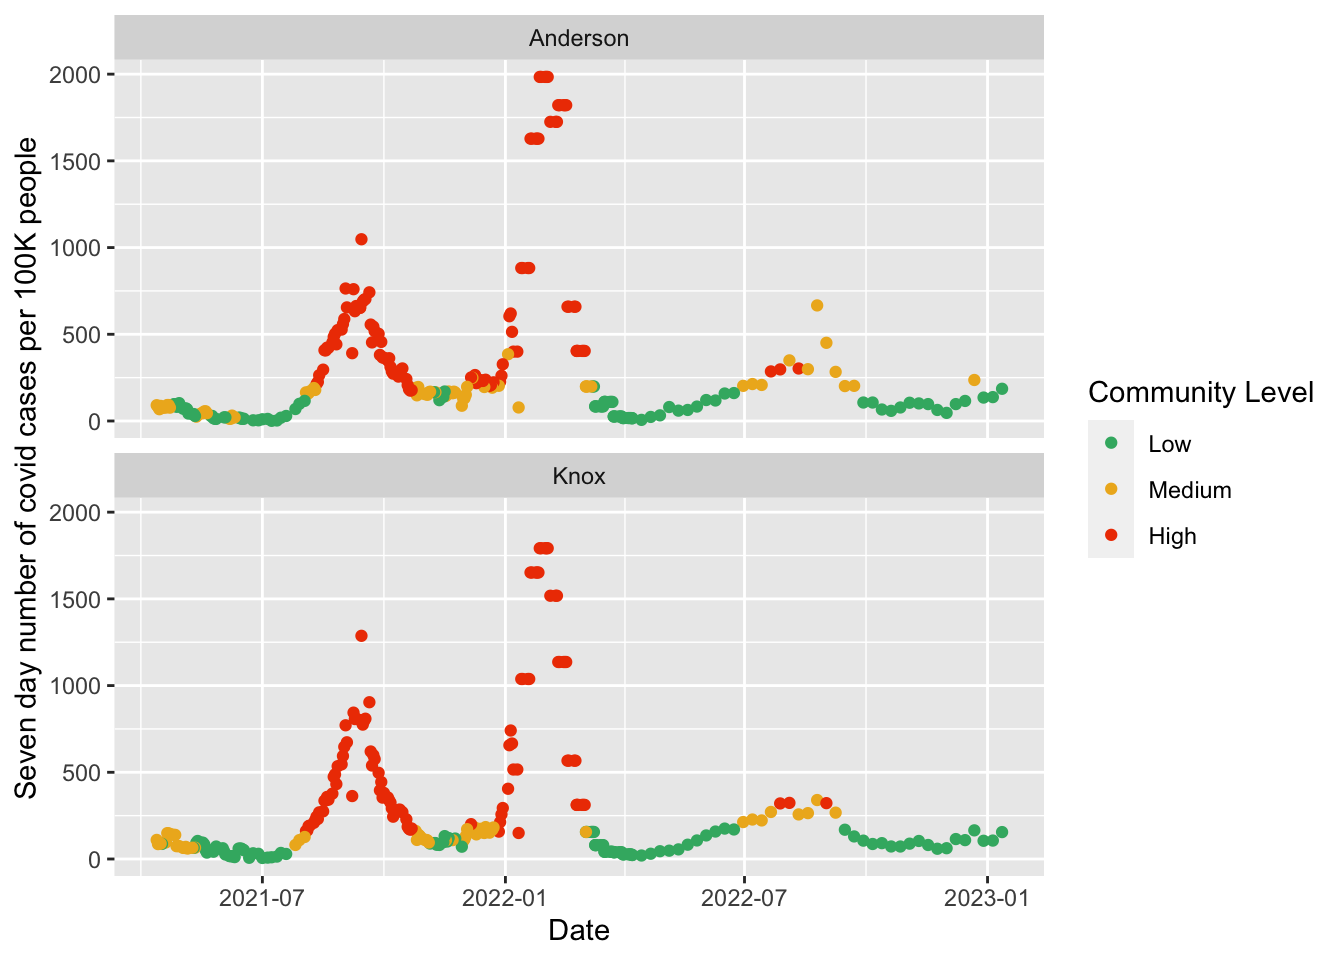 Anderson
2000
1500
1000
500
0
Knox
2000
1500
1000
500
0
2021-07 2022-01 2022-07 2023-01
Date
Seven day number of covid cases per 100K people
Community Level
Low
Medium
High